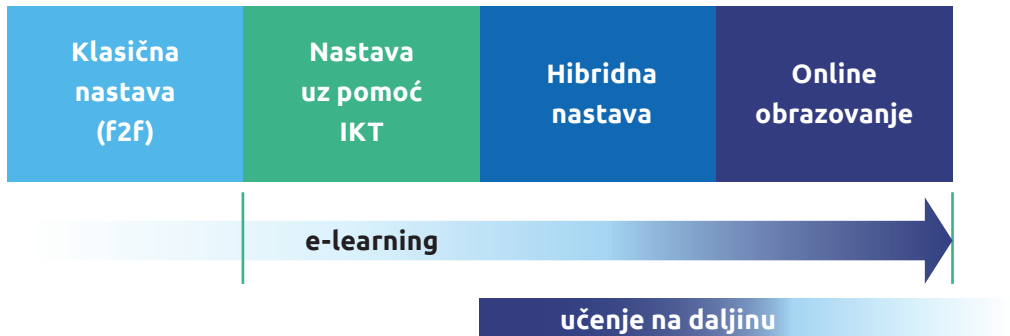 Klasična
nastava
(f2f)
Nastava
uz pomoć
IKT
Hibridna
nastava
Online
obrazovanje
e-learning
učenje na daljinu